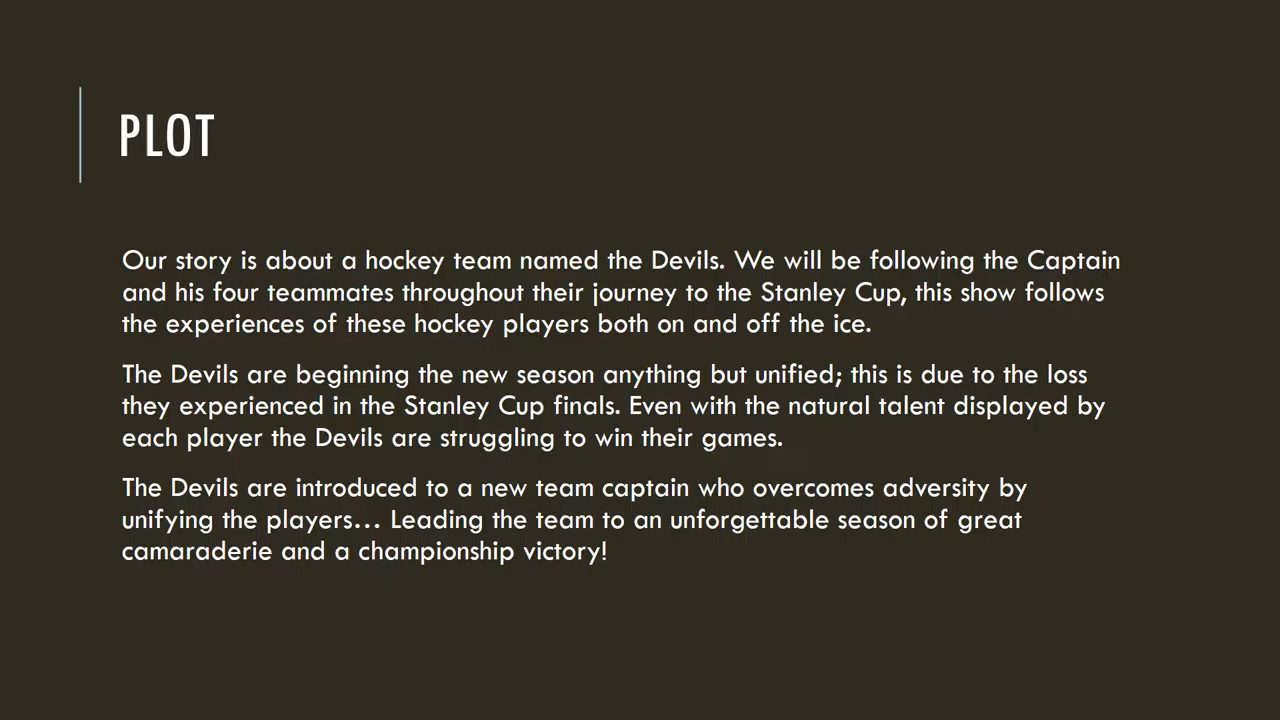 PLOT
Our story is about a hockey team named the Devils. We will be following the Captain
and his four teammates throughout their journey to the Stanley Cup, this show follows
the experiences of these hockey players both on and off the ice.
The Devils are beginning the new season anything but unified; this is due to the loss
they experienced in the Stanley Cup finals. Even with the natural talent displayed by
each player the Devils are struggling to win their games.
The Devils are introduced to a new team captain who overcomes adversity by
unifying the players… Leading the team to an unforgettable season of great
camaraderie and a championship victory!